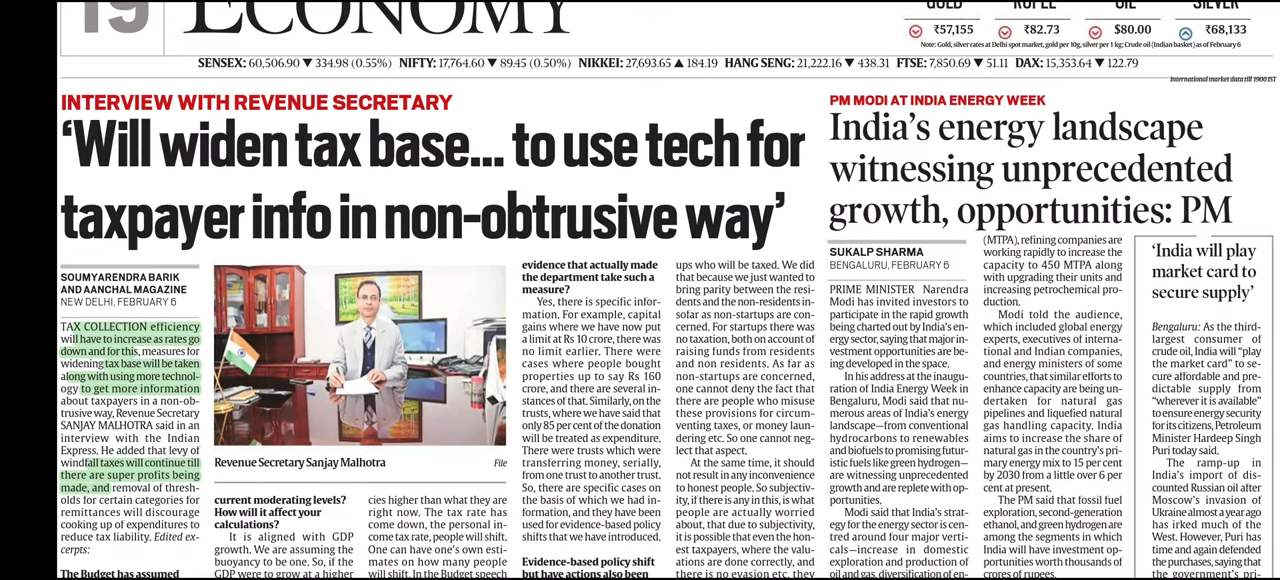 19 ECONOMY
GOLD RUPEE OIL SILVER
₹57,155 ₹82.73 $80.00 ₹68,133
Note: Gold, silver rates at Delhi spot market, gold per 10g, silver per 1 kg; Crude oil (Indian basket) as of February 6
SENSEX: 60,506.90 ▼ 334.98 (0.55%) NIFTY: 17,764.60 ▼ 89.45 (0.50%) NIKKEI: 27,693.65 ▲ 184.19 HANG SENG: 21,222.16 ▼ 438.31 FTSE: 7,850.69 ▼ 51.11 DAX: 15,353.64 ▼ 122.79
International market data till 1900 IST
INTERVIEW WITH REVENUE SECRETARY
‘Will widen tax base... to use tech for
taxpayer info in non-obtrusive way’
SOUMYARENDRA BARIK
AND AANCHAL MAGAZINE
NEW DELHI, FEBRUARY 6
TAX COLLECTION efficiency
will have to increase as rates go
down and for this, measures for
widening tax base will be taken
along with using more technol-
ogy to get more information
about taxpayers in a non-ob-
trusive way, Revenue Secretary
SANJAY MALHOTRA said in an
interview with the Indian
Express. He added that levy of
windfall taxes will continue till
there are super profits being
made, and removal of thresh-
olds for certain categories for
remittances will discourage
cooking up of expenditures to
reduce tax liability. Edited ex-
cerpts:
The Budget has assumed
Revenue Secretary Sanjay Malhotra File
current moderating levels?
How will it affect your
calculations?
It is aligned with GDP
growth. We are assuming the
buoyancy to be one. So, if the
GDP were to grow at a higher
cies higher than what they are
right now. The tax rate has
come down, the personal in-
come tax rate, people will shift.
One can have one's own esti-
mates on how many people
will shift. In the Budget speech
evidence that actually made
the department take such a
measure?
Yes, there is specific infor-
mation. For example, capital
gains where we have now put
a limit at Rs 10 crore, there was
no limit earlier. There were
cases where people bought
properties up to say Rs 160
crore, and there are several in-
stances of that. Similarly, on the
trusts, where we have said that
only 85 per cent of the donation
will be treated as expenditure.
There were trusts which were
transferring money, serially,
from one trust to another trust.
So, there are specific cases on
the basis of which we had in-
formation, and they have been
used for evidence-based policy
shifts that we have introduced.
Evidence-based policy shift
but have actions also been
ups who will be taxed. We did
that because we just wanted to
bring parity between the resi-
dents and the non-residents in-
sofar as non-startups are con-
cerned. For startups there was
no taxation, both on account of
raising funds from residents
and non residents. As far as
non-startups are concerned,
one cannot deny the fact that
there are people who misuse
these provisions for circum-
venting taxes, or money laun-
dering etc. So one cannot neg-
lect that aspect.
At the same time, it should
not result in any inconvenience
to honest people. So subjectiv-
ity, if there is any in this, is what
people are actually worried
about, that due to subjectivity,
it is possible that even the hon-
est taxpayers, where the valu-
ations are done correctly, and
there is no evasion etc, they
PM MODI AT INDIA ENERGY WEEK
India’s energy landscape
witnessing unprecedented
growth, opportunities: PM
SUKALP SHARMA
BENGALURU, FEBRUARY 6
PRIME MINISTER Narendra
Modi has invited investors to
participate in the rapid growth
being charted out by India's en-
ergy sector, saying that major in-
vestment opportunities are be-
ing developed in the space.
In his address at the inaugu-
ration of India Energy Week in
Bengaluru, Modi said that nu-
merous areas of India's energy
landscape—from conventional
hydrocarbons to renewables
and biofuels to promising futur-
istic fuels like green hydrogen—
are witnessing unprecedented
growth and are replete with op-
portunities.
Modi said that India's strat-
egy for the energy sector is cen-
tred around four major verti-
cals—increase in domestic
exploration and production of
oil and gas, diversification of en-
(MTPA), refining companies are
working rapidly to increase the
capacity to 450 MTPA along
with upgrading their units and
increasing petrochemical pro-
duction.
Modi told the audience,
which included global energy
experts, executives of interna-
tional and Indian companies,
and energy ministers of some
countries, that similar efforts to
enhance capacity are being un-
dertaken for natural gas
pipelines and liquefied natural
gas handling capacity. India
aims to increase the share of
natural gas in the country's pri-
mary energy mix to 15 per cent
by 2030 from a little over 6 per
cent at present.
The PM said that fossil fuel
exploration, second-generation
ethanol, and green hydrogen are
among the segments in which
India will have investment op-
portunities worth thousands of
crores of rupees.
‘India will play
market card to
secure supply’
Bengaluru: As the third-
largest consumer of
crude oil, India will “play
the market card” to se-
cure affordable and pre-
dictable supply from
“wherever it is available”
to ensure energy security
for its citizens, Petroleum
Minister Hardeep Singh
Puri today said.
The ramp-up in
India's import of dis-
counted Russian oil after
Moscow's invasion of
Ukraine almost a year ago
has irked much of the
West. However, Puri has
time and again defended
the purchases, saying that
the government's pri-